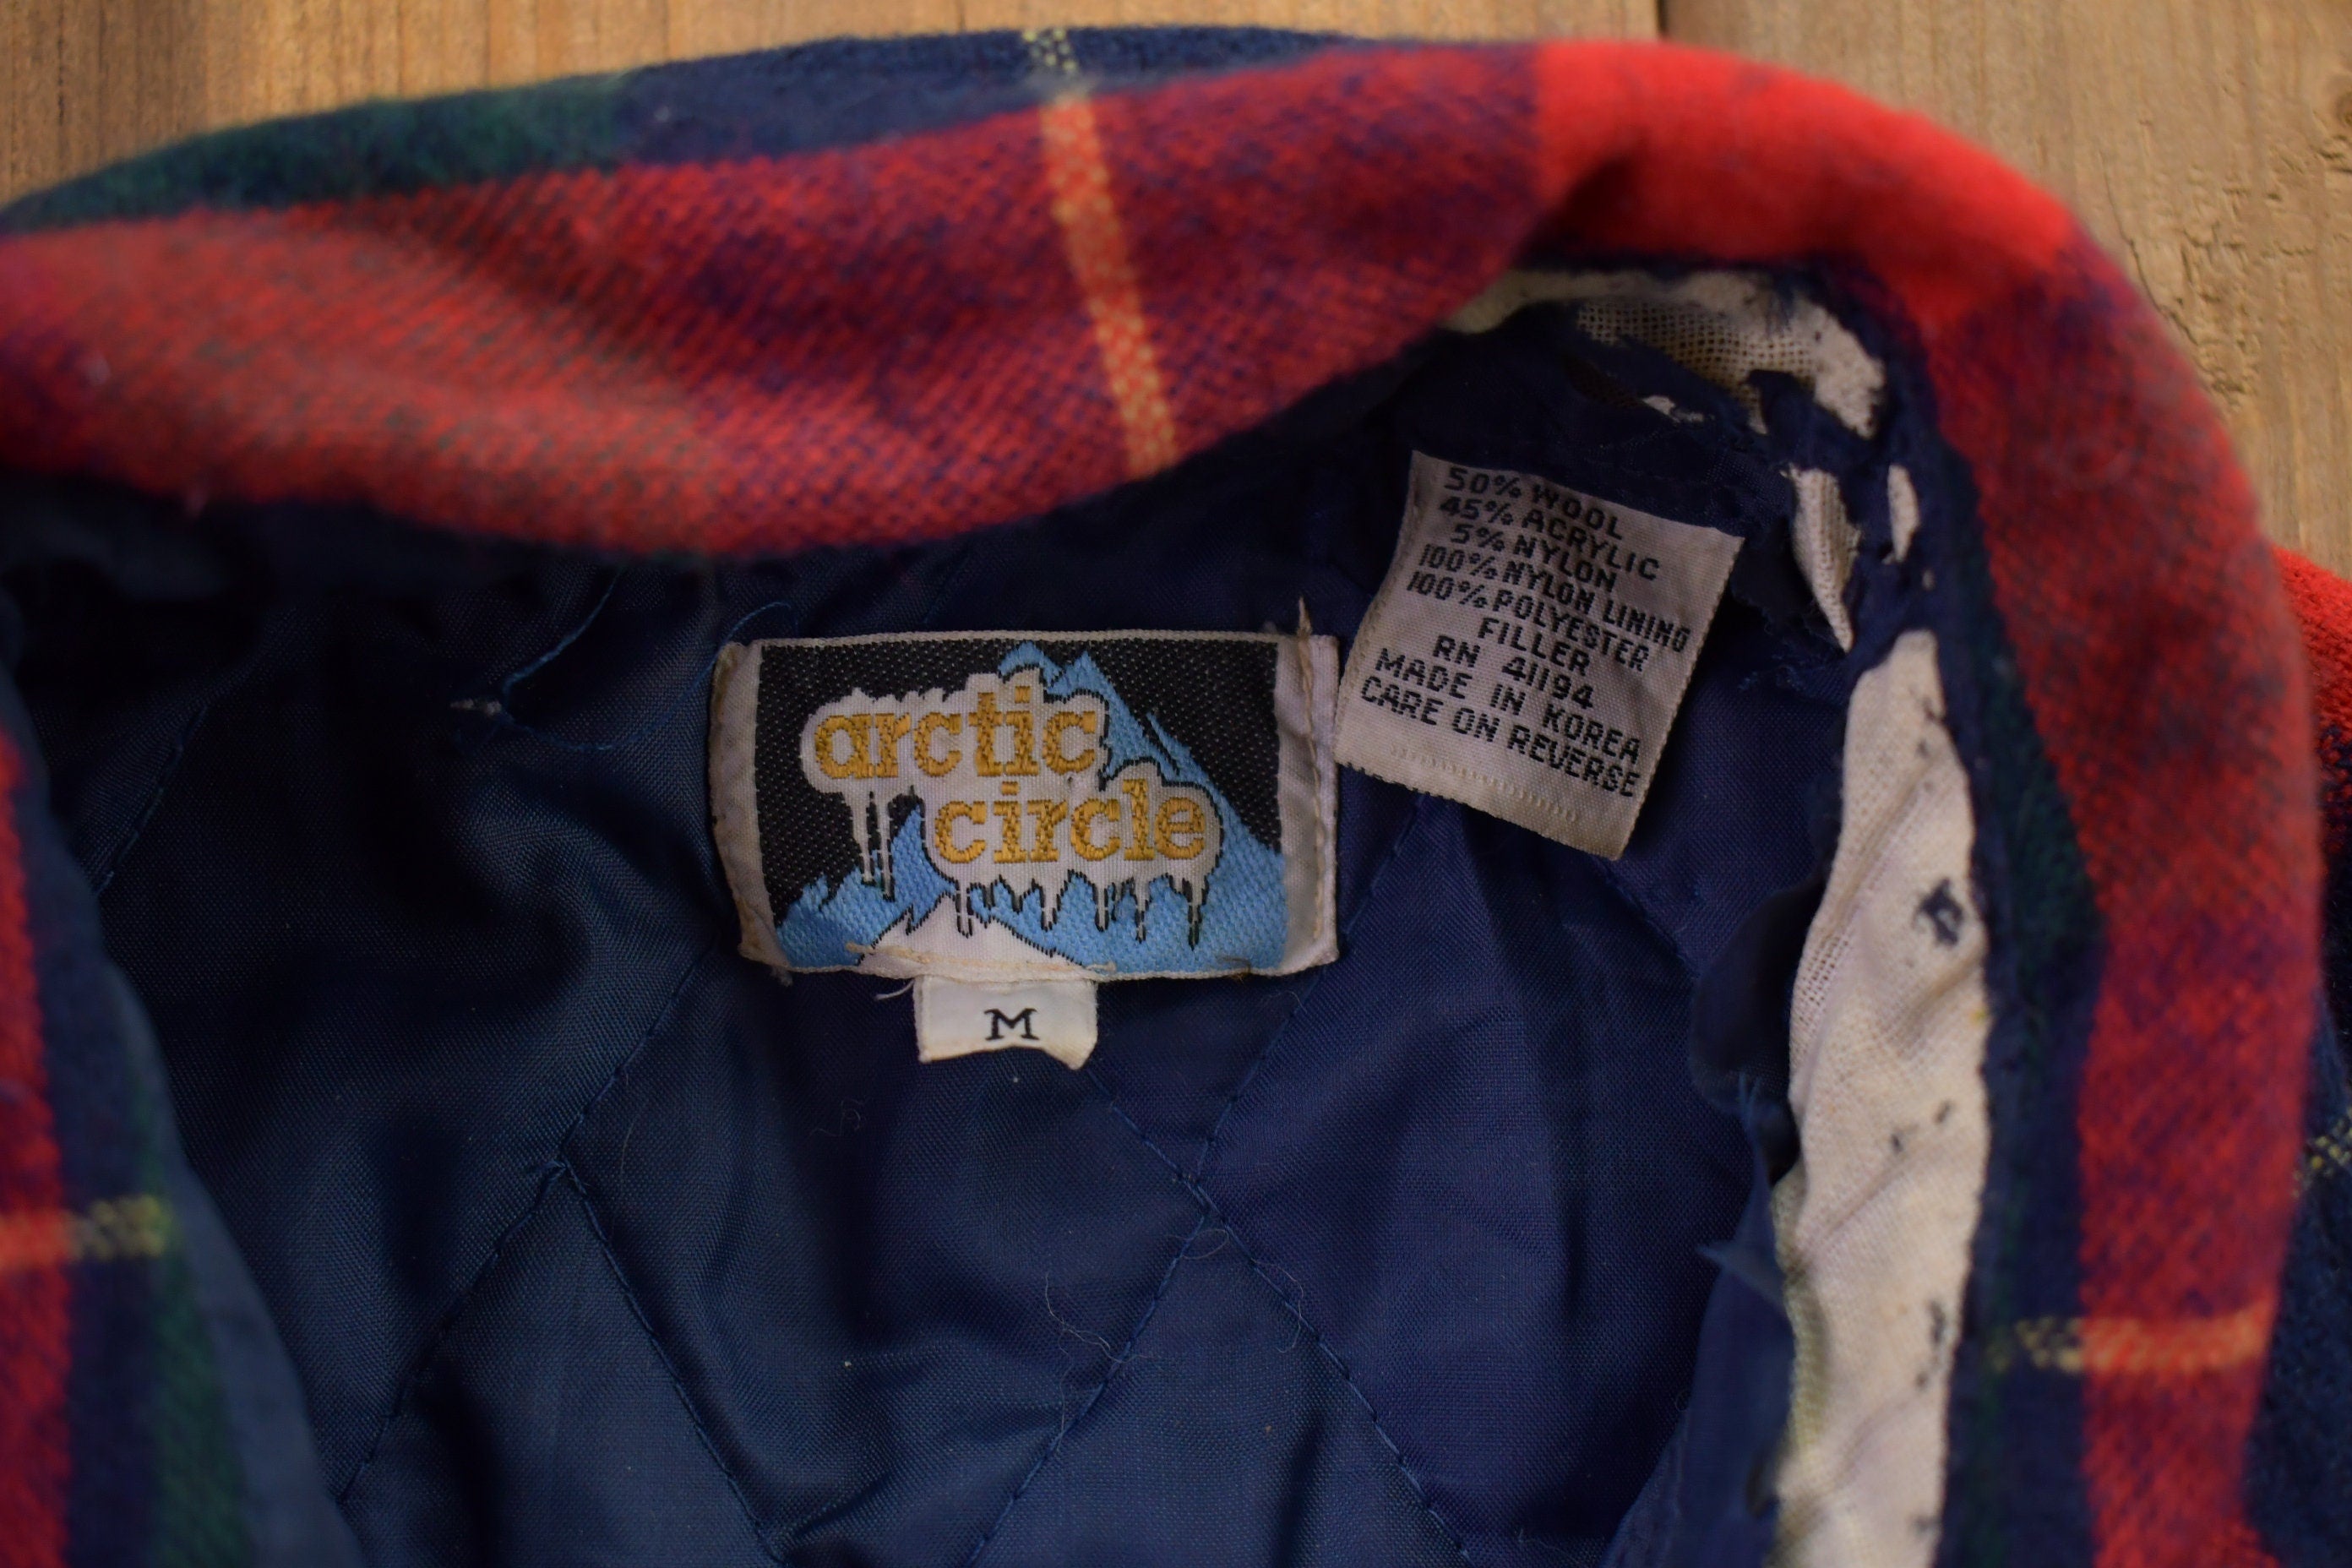 arctic
circle
M
50% WOOL
45% ACRYLIC
5% NYLON
100% NYLON LINING
100% POLYESTER
FILLER
RN 41194
MADE IN KOREA
CARE ON REVERSE